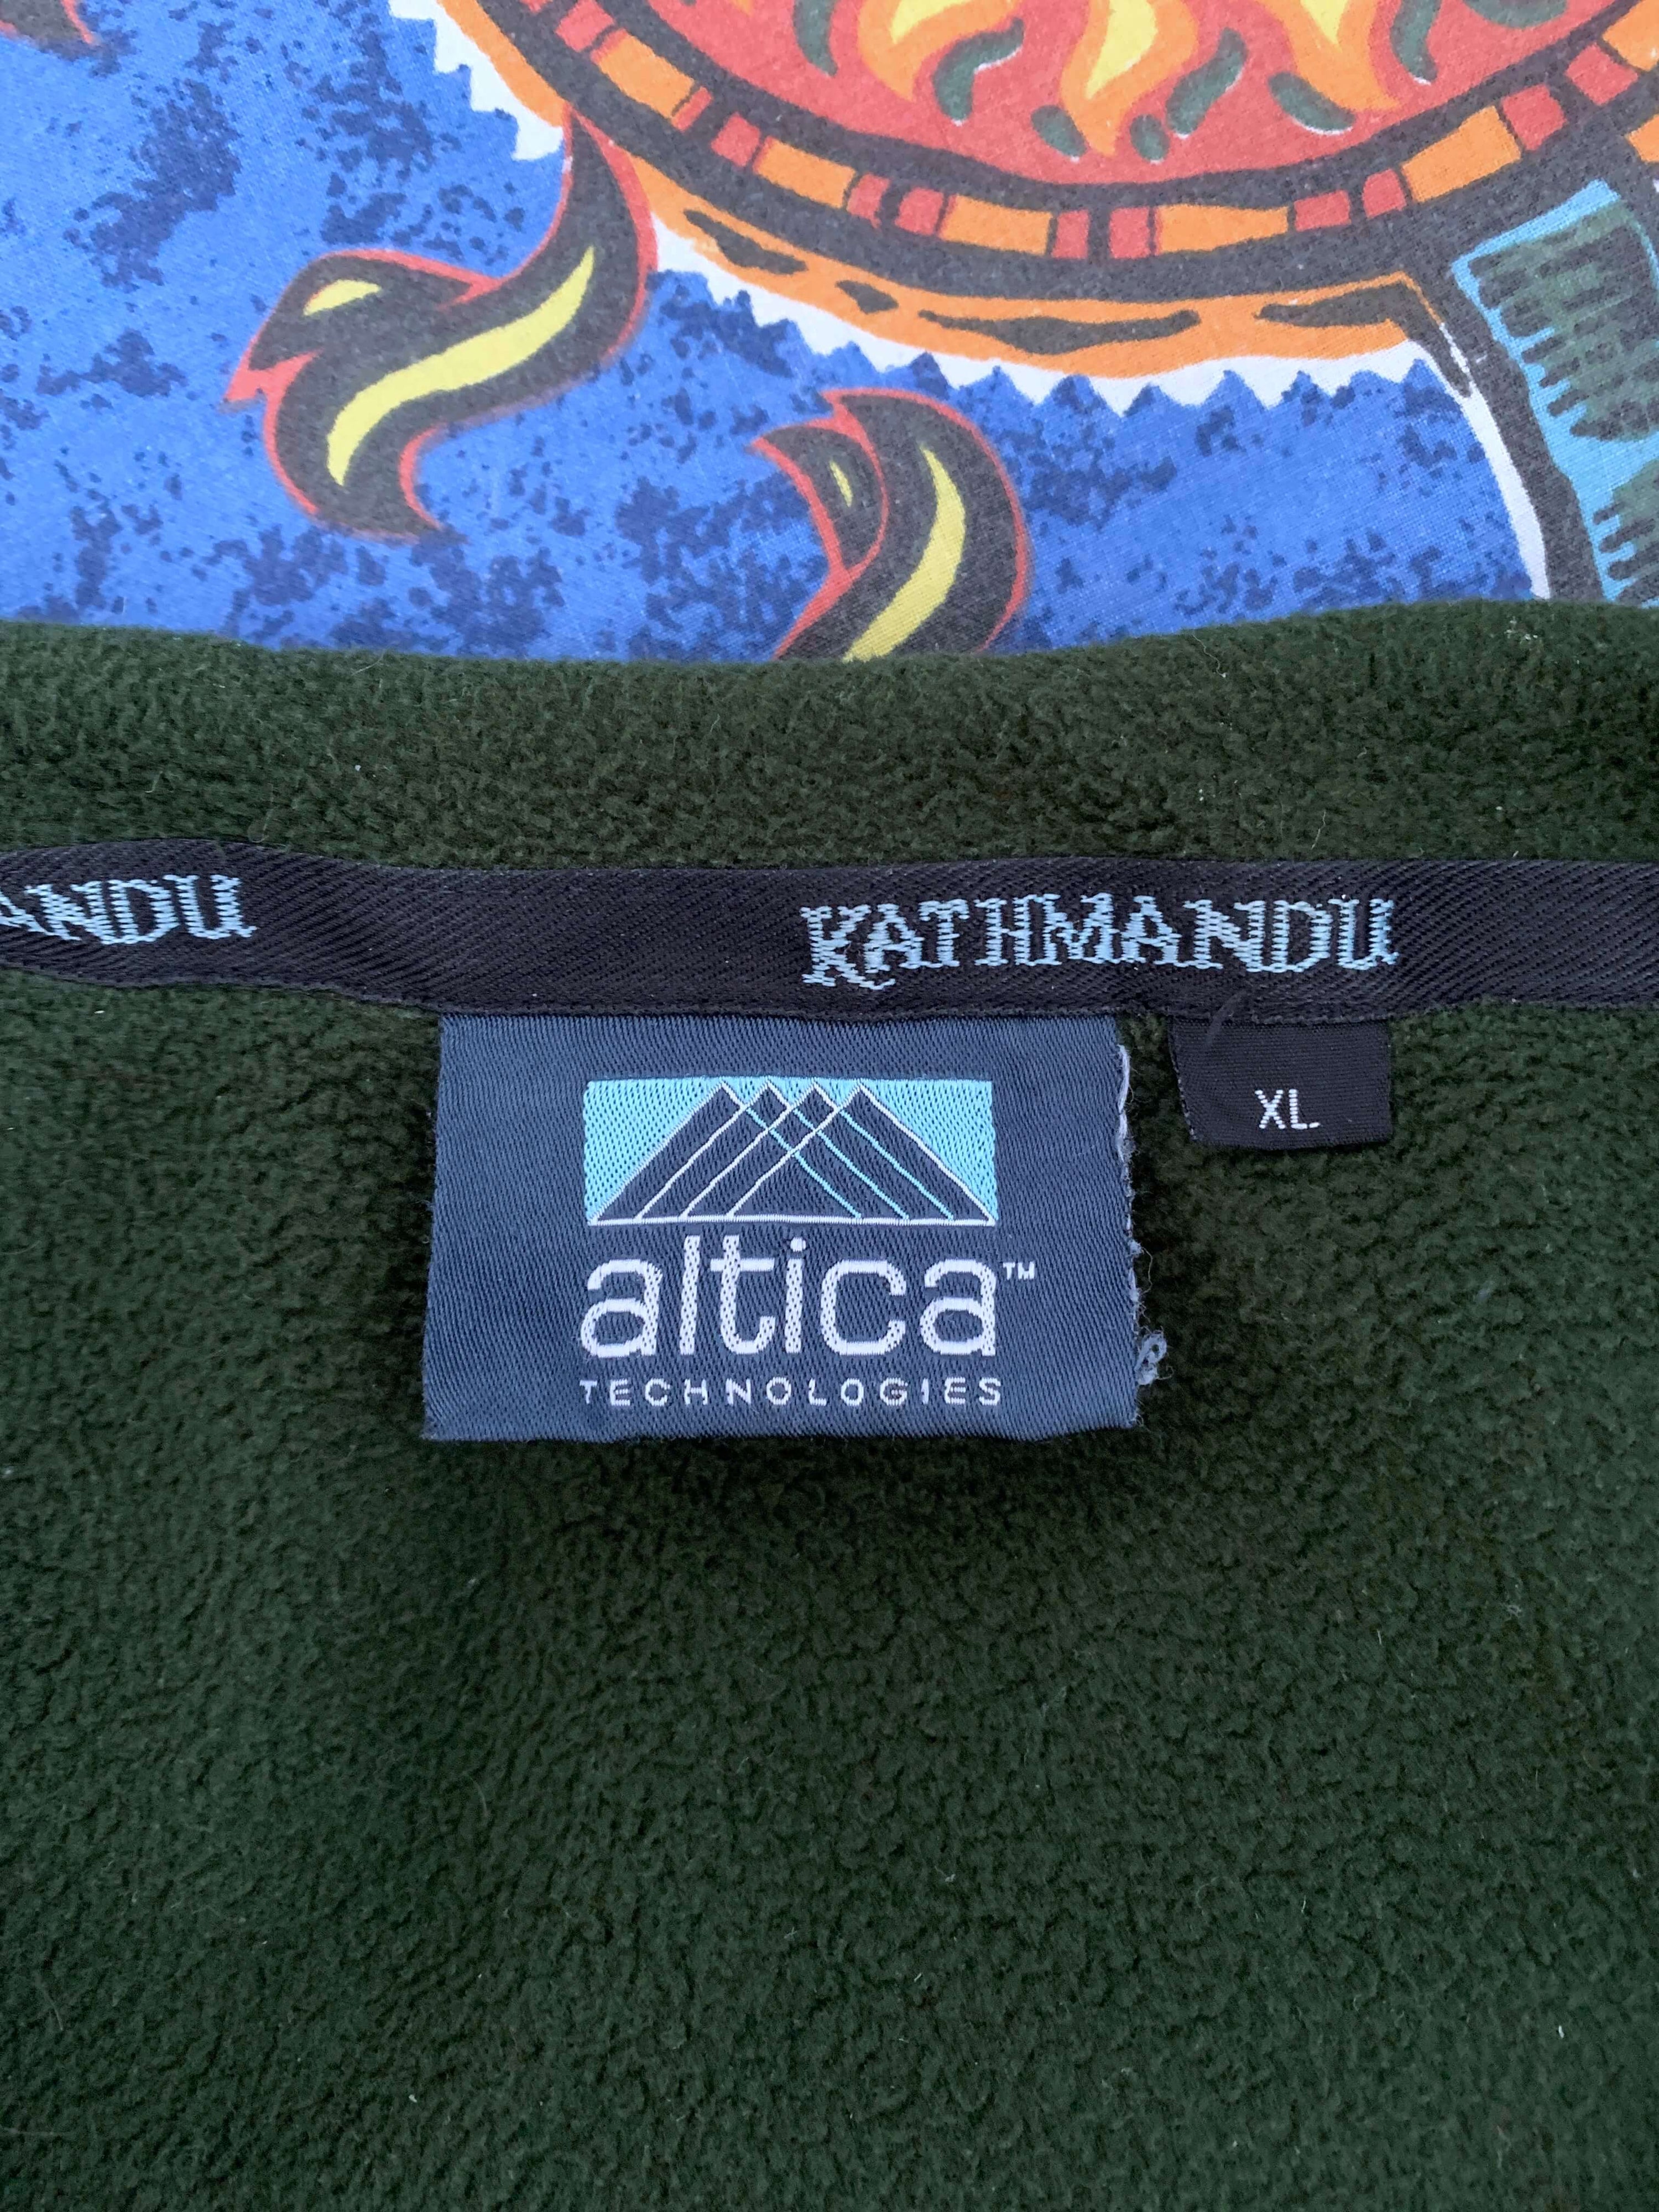 ANDU KATHMANDU
XL
altica™
TECHNOLOGIES